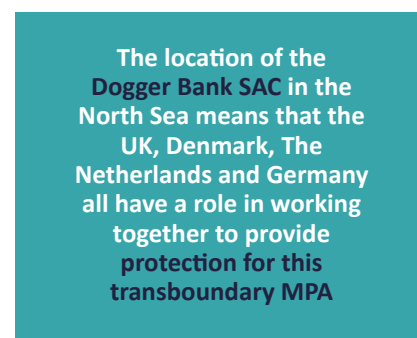 The location of the
Dogger Bank SAC in the
North Sea means that the
UK, Denmark, The
Netherlands and Germany
all have a role in working
together to provide
protection for this
transboundary MPA